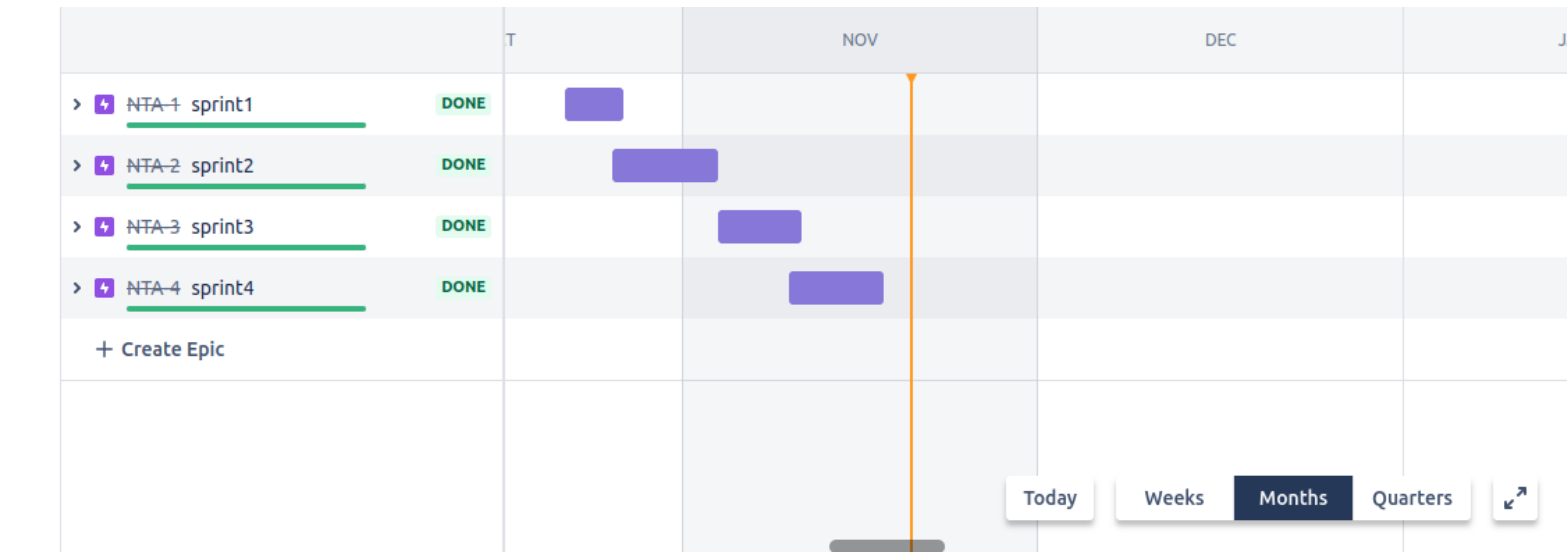 T NOV DEC J
NTA-1 sprint1 DONE
NTA-2 sprint2 DONE
NTA-3 sprint3 DONE
NTA-4 sprint4 DONE
+ Create Epic
Today Weeks Months Quarters